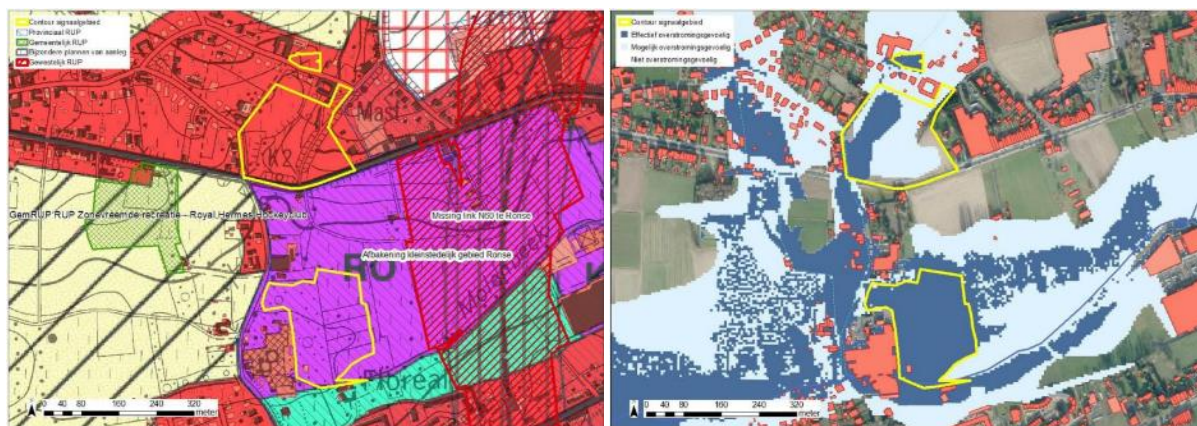 Contour signaalgebied
Provinciaal RUP
Gemeentelijk RUP
Bijzondere plannen van aanleg
Gewestelijk RUP
Mast
K2
GemRUP RUP Zonevreemde recreatie - Royal Hermes Hockeyclub
Missing link N60 te Ronse
Afbakening kleinstedelijk gebied Ronse
RU
K
Floréal
N
0 40 80 160 240 320
meter
Contour signaalgebied
Effectief overstromingsgevoelig
Mogelijk overstromingsgevoelig
Niet overstromingsgevoelig
N
0 40 80 160 240 320
meter